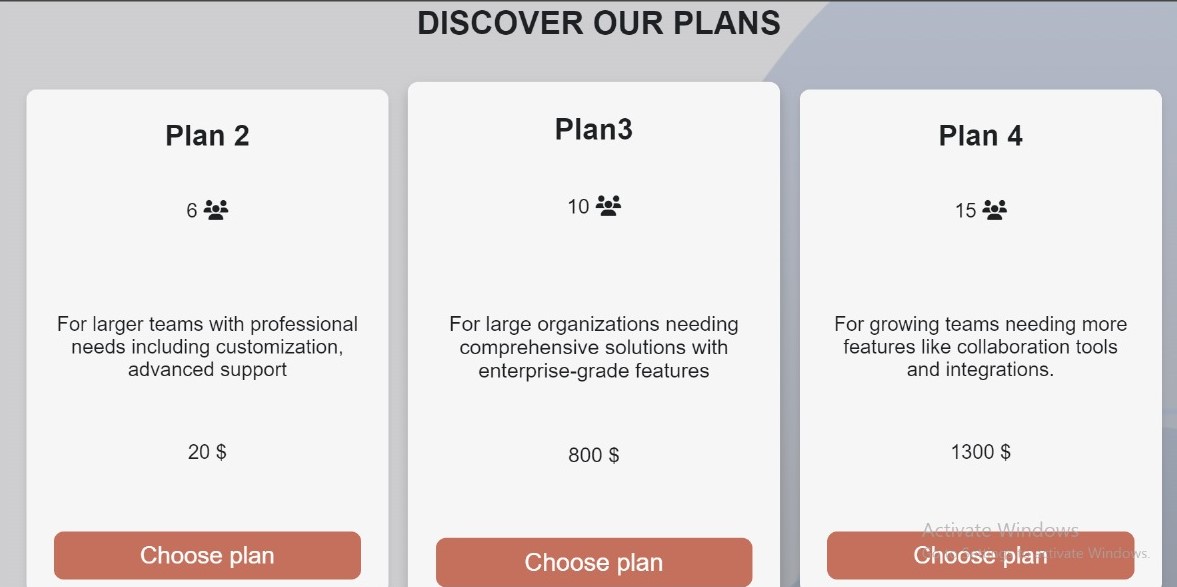 DISCOVER OUR PLANS
Plan 2
6
For larger teams with professional
needs including customization,
advanced support
20 $
Choose plan
Plan3
10
For large organizations needing
comprehensive solutions with
enterprise-grade features
800 $
Choose plan
Plan 4
15
For growing teams needing more
features like collaboration tools
and integrations.
1300 $
Choose plan
Activate Windows
Windows.